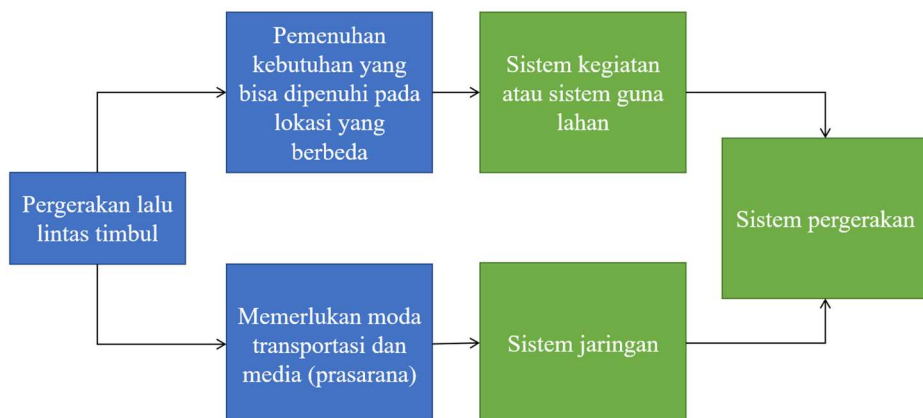 Pergerakan lalu
lintas timbul
Pemenuhan
kebutuhan yang
bisa dipenuhi pada
lokasi yang
berbeda
Sistem kegiatan
atau sistem guna
lahan
Memerlukan moda
transportasi dan
media (prasarana)
Sistem jaringan
Sistem pergerakan